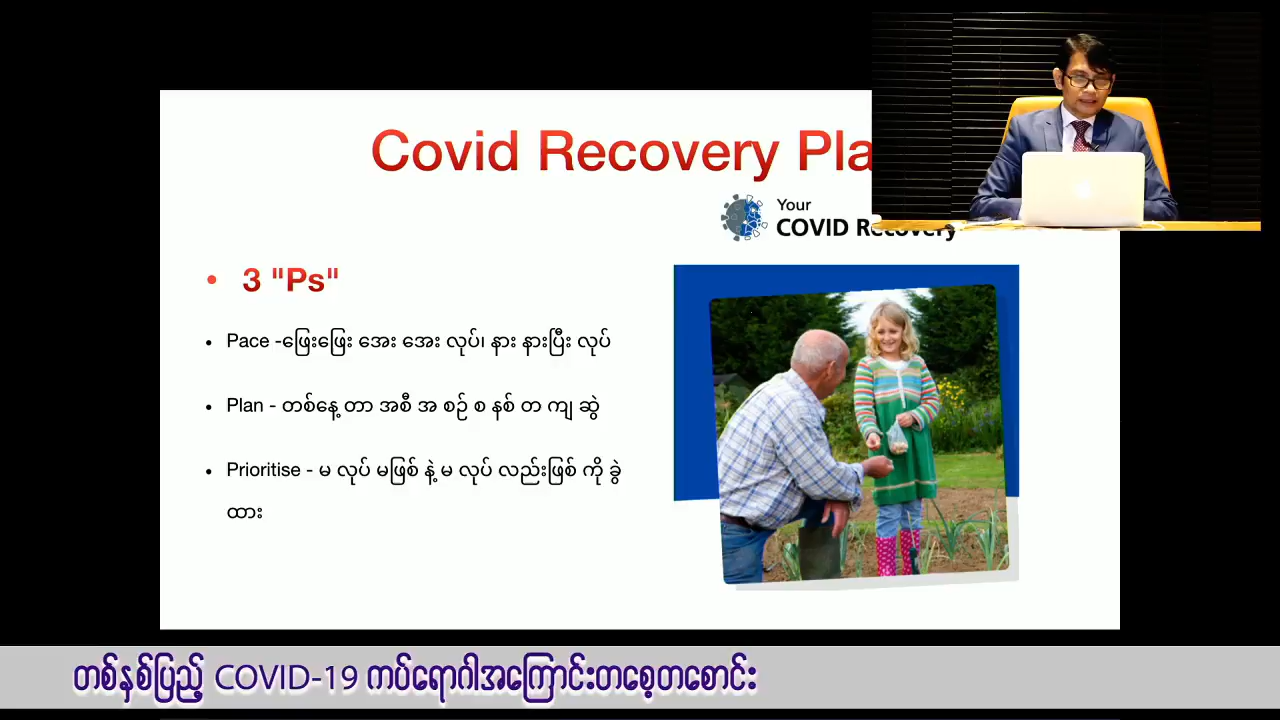 Covid Recovery Pla
Your
COVID Recovery
• 3 "Ps"
• Pace -ဖြေးဖြေး အေး အေး လုပ်၊ နား နားပြီး လုပ်
• Plan - တစ်နေ့ တာ အစီ အ စဉ် စ နစ် တ ကျ ဆွဲ
• Prioritise - မ လုပ် မဖြစ် နဲ့ မ လုပ် လည်းဖြစ် ကို ခွဲ
ထား
တစ်နှစ်ပြည့် COVID-19 ကပ်ရောဂါအကြောင်းတစေ့တစောင်း